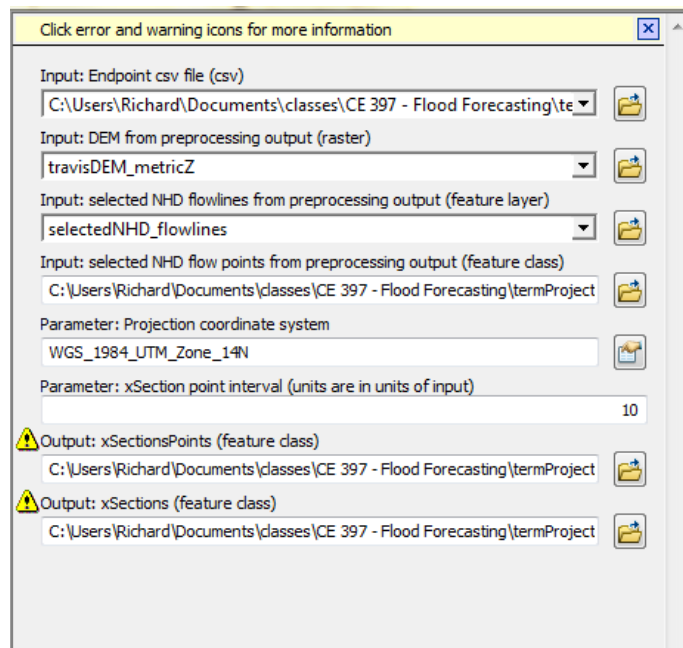 Click error and warning icons for more information
Input: Endpoint csv file (csv)
C:\Users\Richard\Documents\classes\CE 397 - Flood Forecasting\te
Input: DEM from preprocessing output (raster)
travisDEM_metricZ
Input: selected NHD flowlines from preprocessing output (feature layer)
selectedNHD_flowlines
Input: selected NHD flow points from preprocessing output (feature class)
C:\Users\Richard\Documents\classes\CE 397 - Flood Forecasting\termProject
Parameter: Projection coordinate system
WGS_1984_UTM_Zone_14N
Parameter: xSection point interval (units are in units of input)
10
Output: xSectionsPoints (feature class)
C:\Users\Richard\Documents\classes\CE 397 - Flood Forecasting\termProject
Output: xSections (feature class)
C:\Users\Richard\Documents\classes\CE 397 - Flood Forecasting\termProject